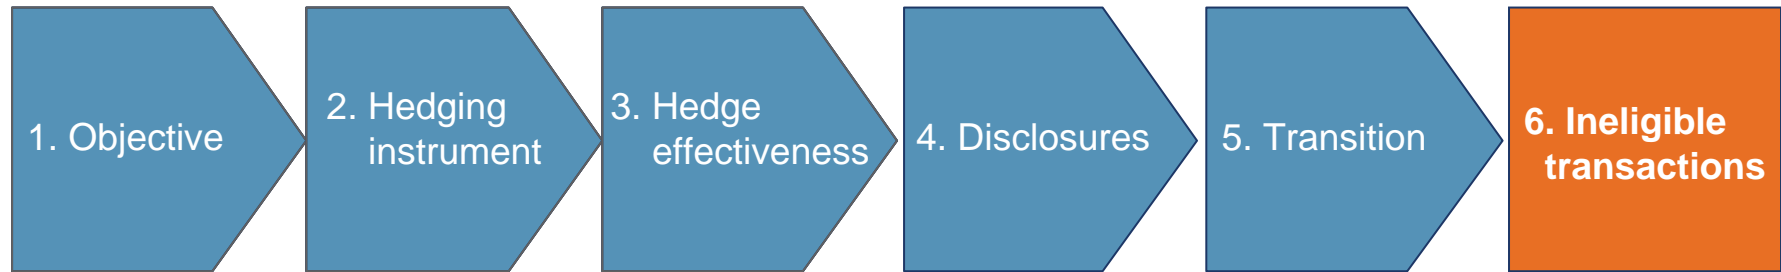 1. Objective
2. Hedging
instrument
3. Hedge
effectiveness
4. Disclosures
5. Transition
6. Ineligible
transactions